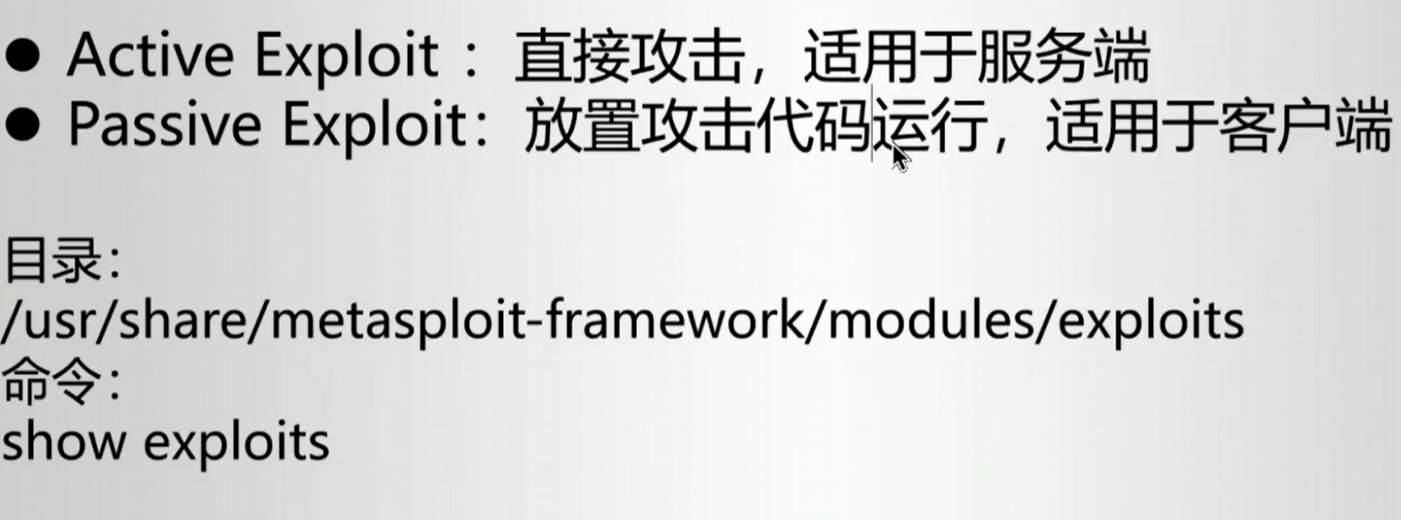 ● Active Exploit ：直接攻击，适用于服务端
● Passive Exploit：放置攻击代码运行，适用于客户端
目录：
/usr/share/metasploit-framework/modules/exploits
命令：
show exploits